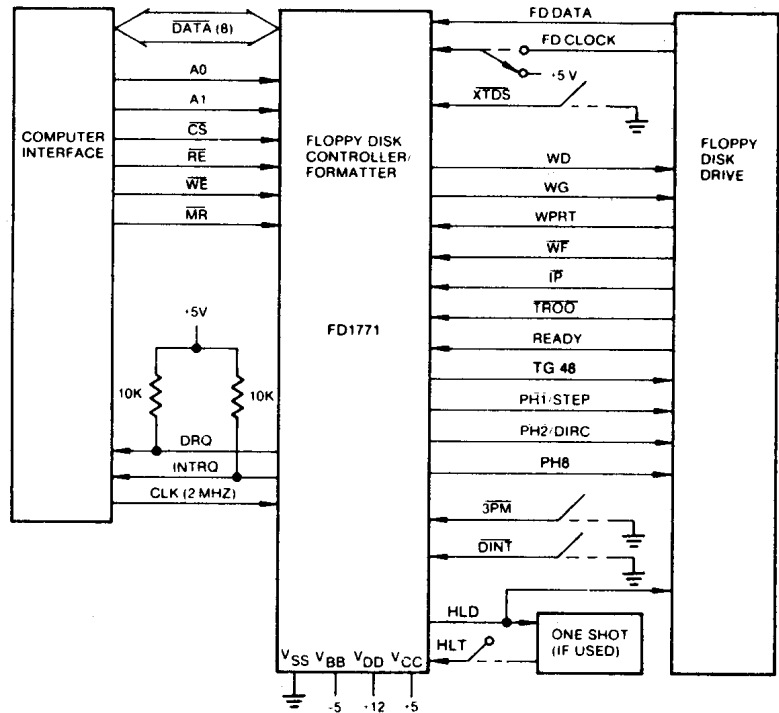 COMPUTER
INTERFACE
DATA (8)
A0
A1
CS
RE
WE
MR
+5V
10K
10K
DRQ
INTRQ
CLK (2 MHZ)
FLOPPY DISK
CONTROLLER/
FORMATTER
FD1771
VSS
VBB
VDD
VCC
-5
+12
+5
FD DATA
FD CLOCK
+5 V
XTDS
WD
WG
WPRT
WF
IP
TROO
READY
TG 48
PH1/STEP
PH2/DIRC
PH8
3PM
DINT
HLD
HLT
ONE SHOT
(IF USED)
FLOPPY
DISK
DRIVE